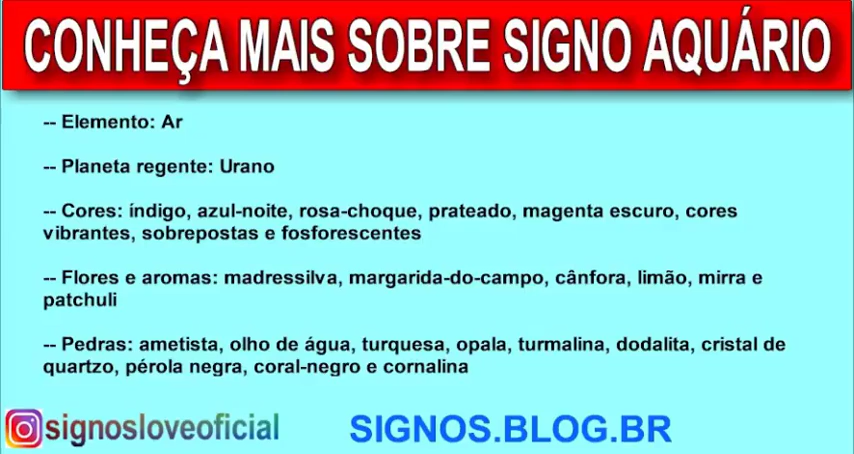 CONHEÇA MAIS SOBRE SIGNO AQUÁRIO
-- Elemento: Ar
-- Planeta regente: Urano
-- Cores: índigo, azul-noite, rosa-choque, prateado, magenta escuro, cores
vibrantes, sobrepostas e fosforescentes
-- Flores e aromas: madressilva, margarida-do-campo, cânfora, limão, mirra e
patchuli
-- Pedras: ametista, olho de água, turquesa, opala, turmalina, dodalita, cristal de
quartzo, pérola negra, coral-negro e cornalina
signosloveoficial
SIGNOS.BLOG.BR